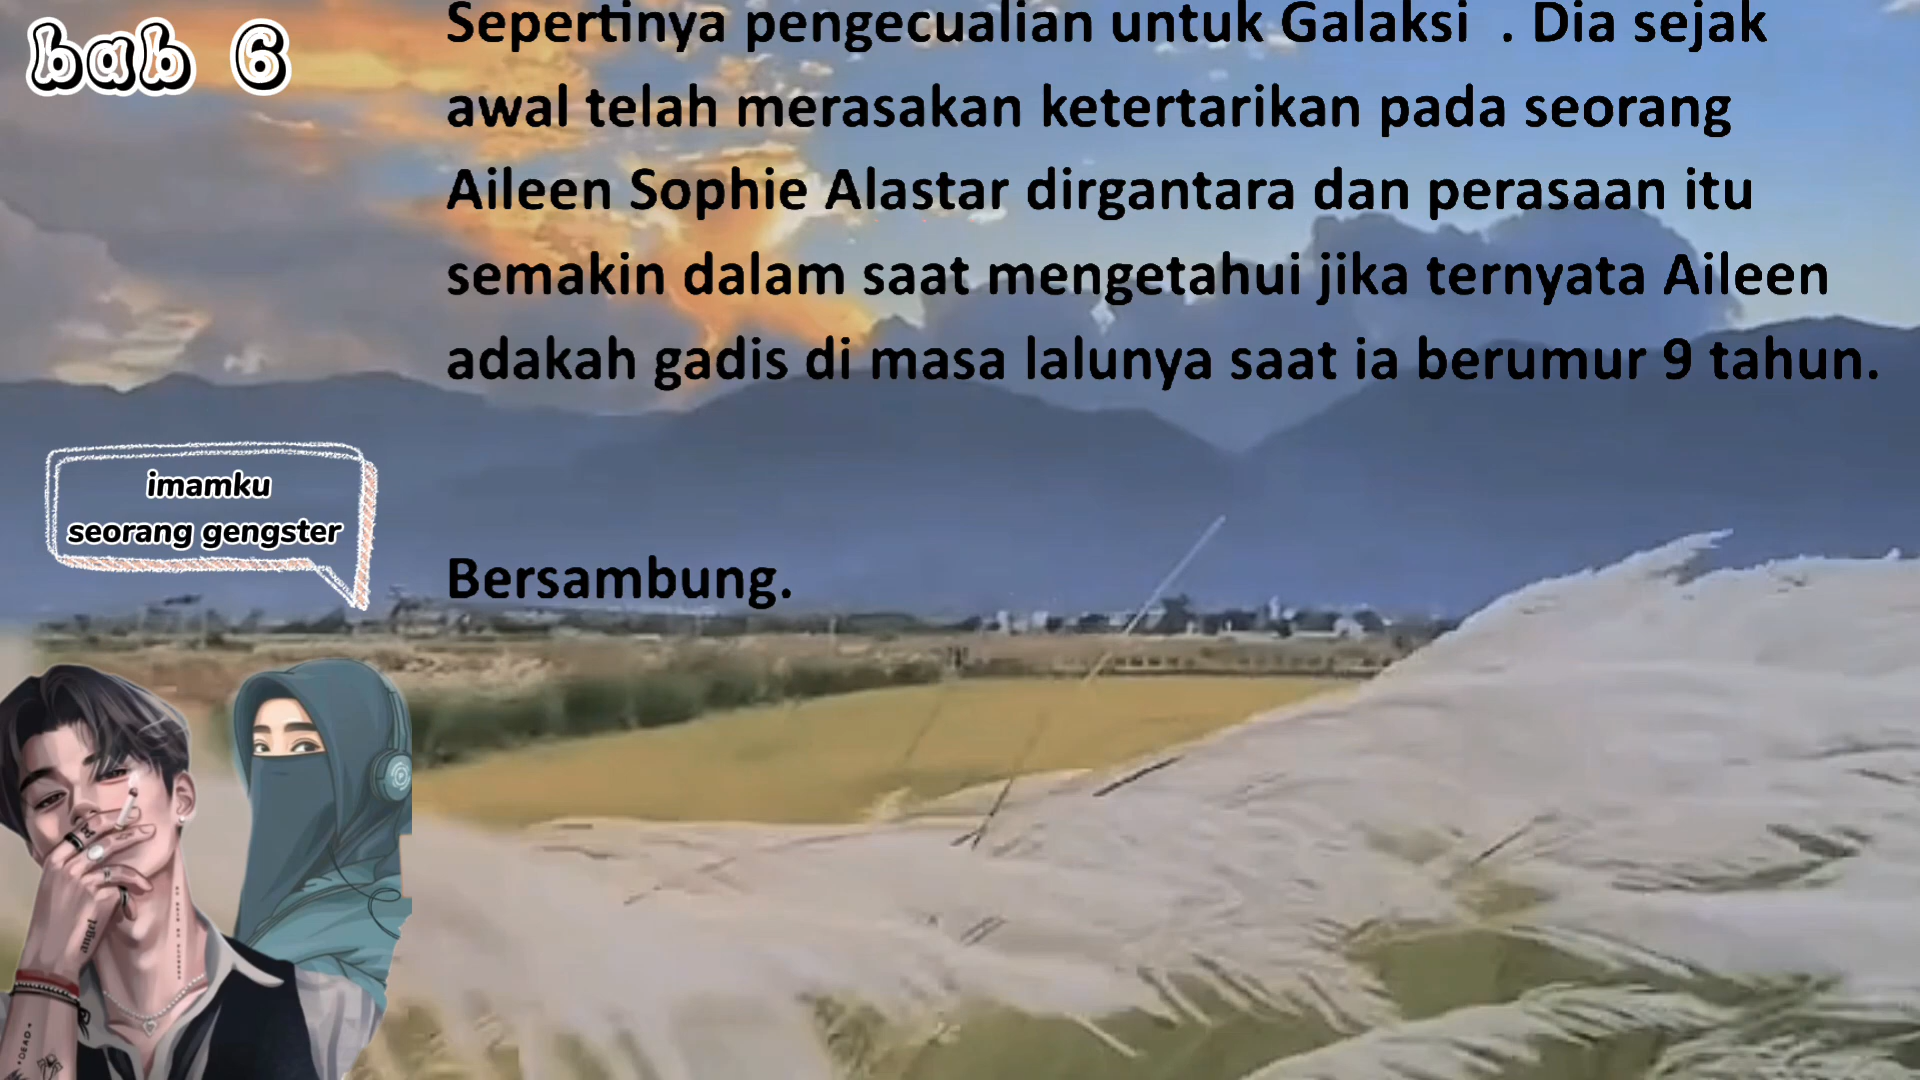 bab 6
Sepertinya pengecualian untuk Galaksi . Dia sejak
awal telah merasakan ketertarikan pada seorang
Aileen Sophie Alastar dirgantara dan perasaan itu
semakin dalam saat mengetahui jika ternyata Aileen
adakah gadis di masa lalunya saat ia berumur 9 tahun.
imamku
seorang gengster
Bersambung.
angel
DEAD